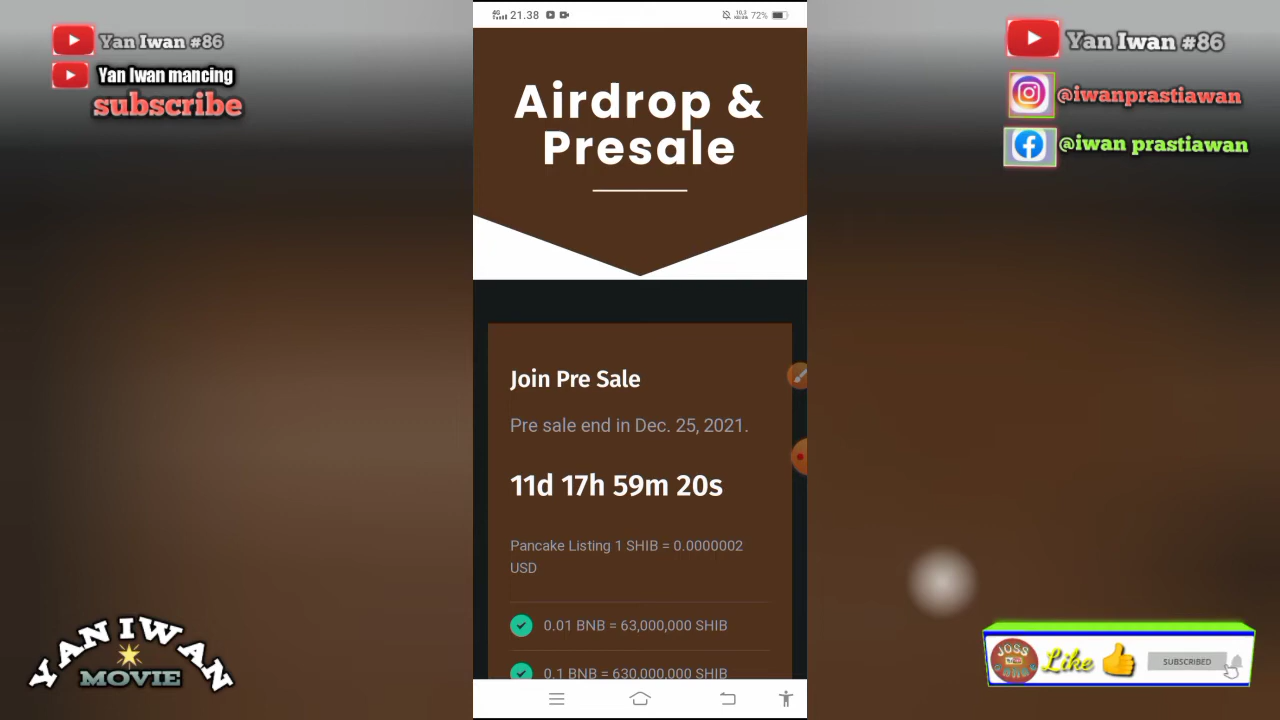 Yan Iwan #86
Yan Iwan mancing
subscribe
4G 21.38
72%
Airdrop &
Presale
Join Pre Sale
Pre sale end in Dec. 25, 2021.
11d 17h 59m 20s
Pancake Listing 1 SHIB = 0.0000002
USD
0.01 BNB = 63,000,000 SHIB
0.1 BNB = 630,000,000 SHIB
Yan Iwan #86
@iwanprastiawan
@iwan prastiawan
YAN IWAN
MOVIE
JOSS
Like
SUBSCRIBED